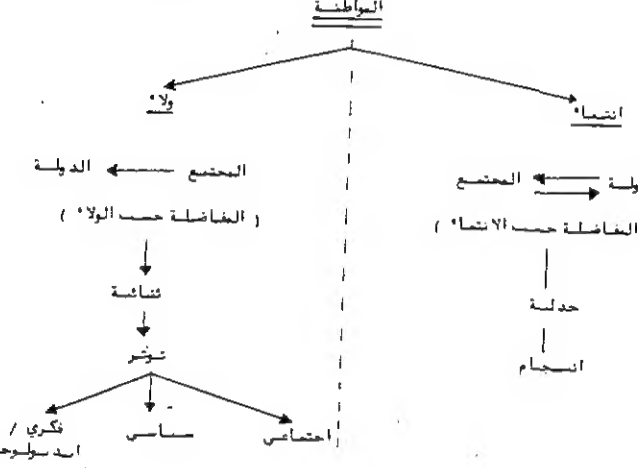 المواطنة
انتماء
ولاء
ولة
المجتمع
المجتمع
الدولة
المفاضلة حسب الانتماء )
( المفاضلة حسب الولاء )
جدلية
ثنائية
انسجام
توتر
اجتماعي
سياسي
فكري /
ايديولوجي